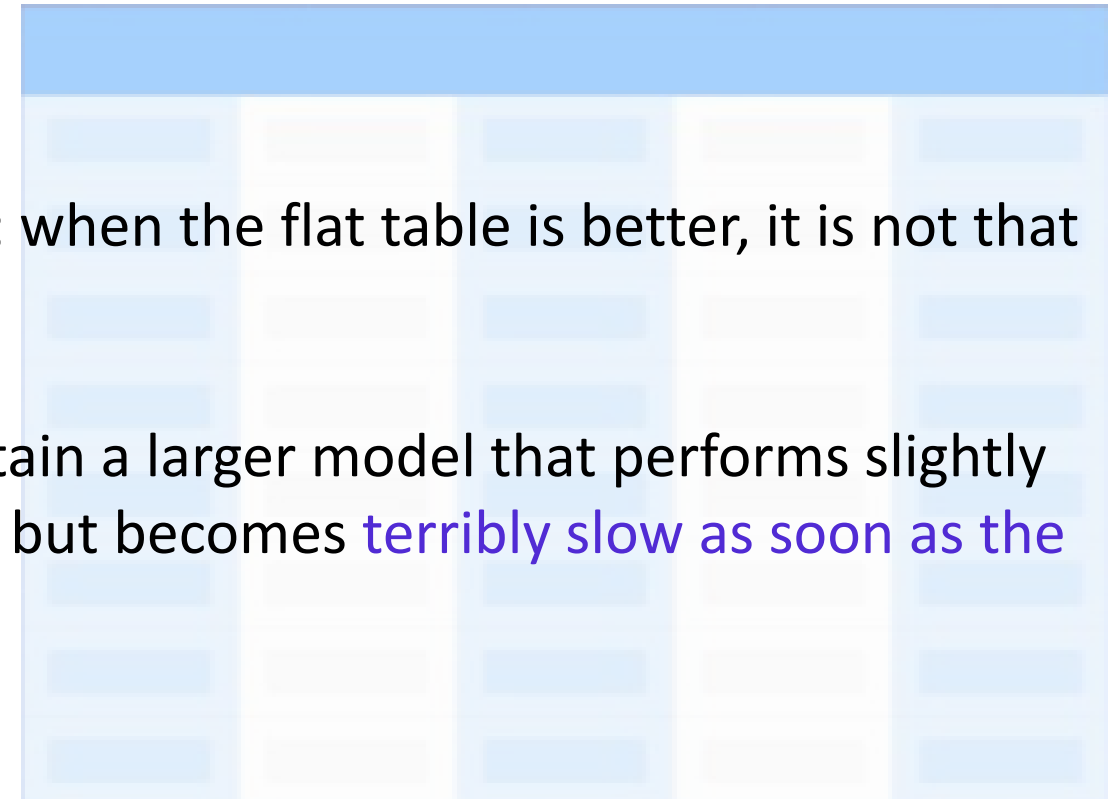 : when the flat table is better, it is not that
tain a larger model that performs slightly
but becomes terribly slow as soon as the